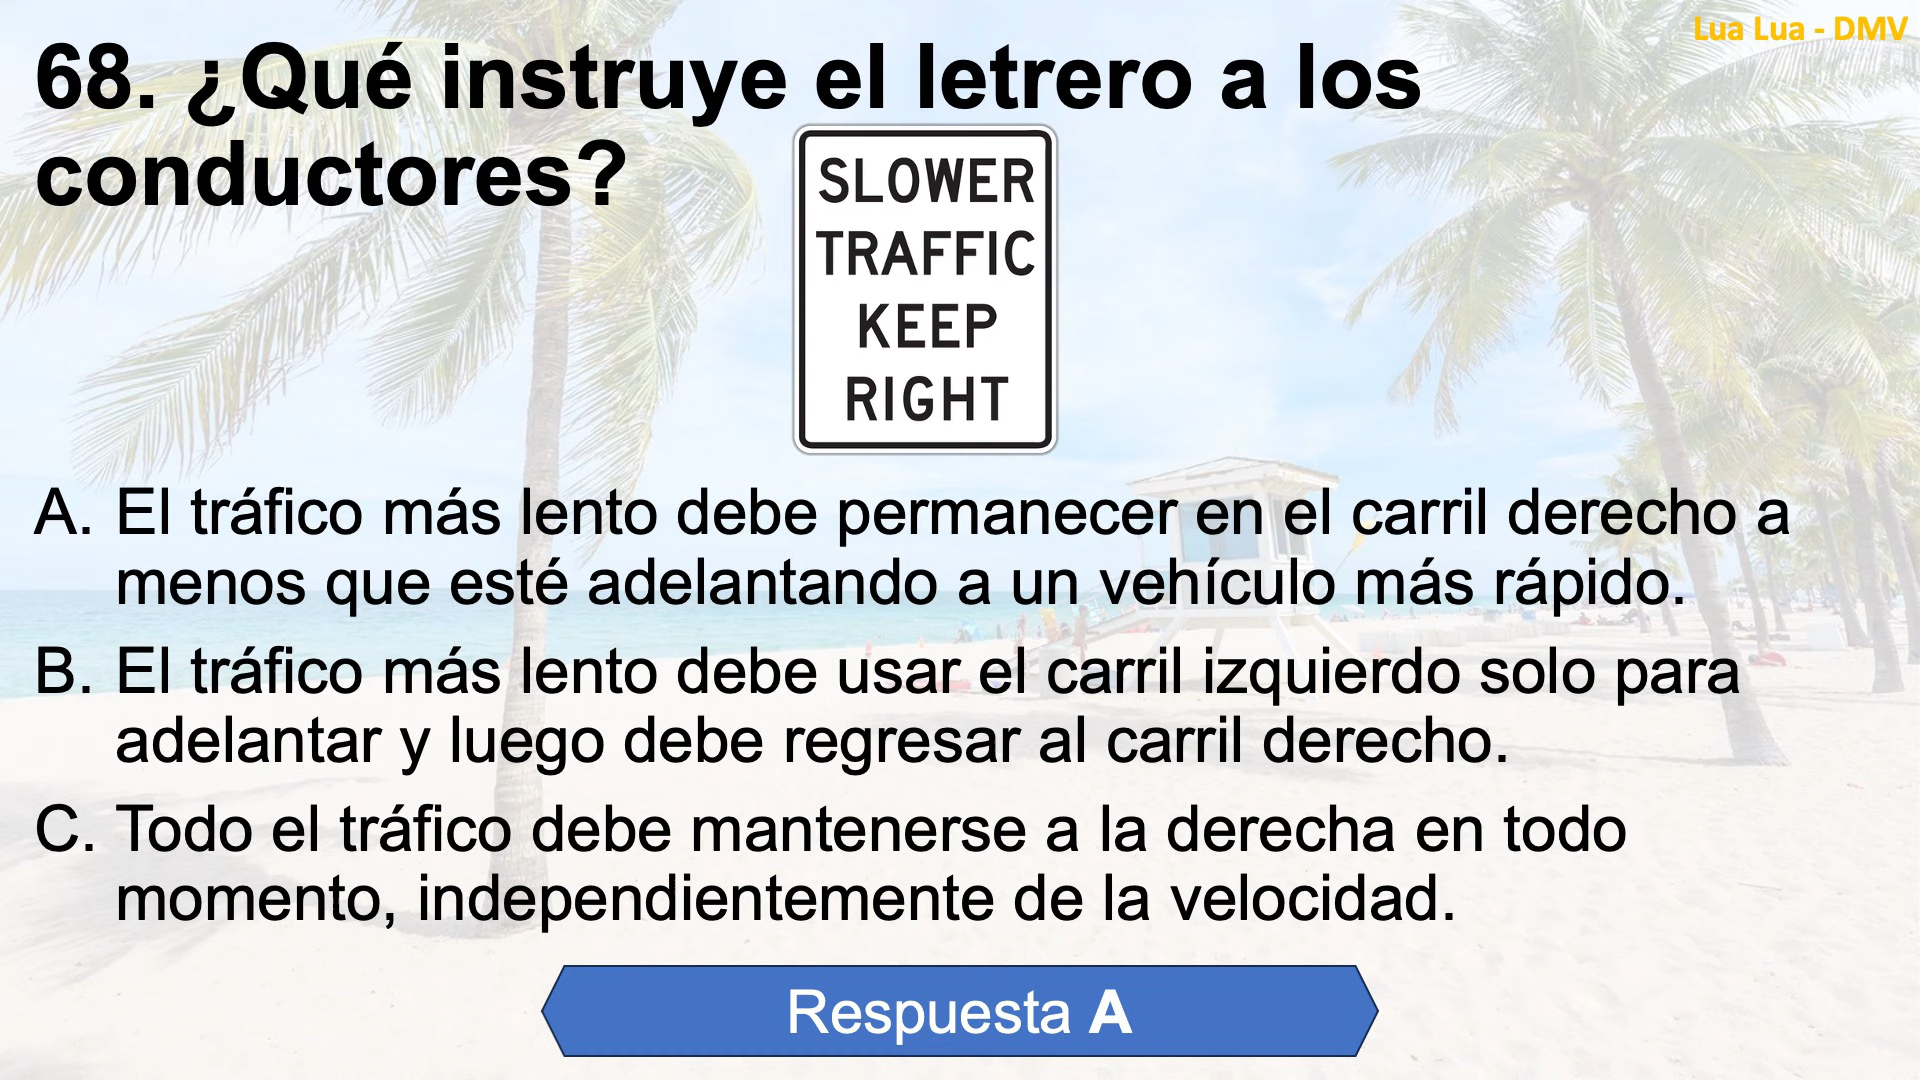 Lua Lua - DMV
68. ¿Qué instruye el letrero a los
conductores?
SLOWER
TRAFFIC
KEEP
RIGHT
A. El tráfico más lento debe permanecer en el carril derecho a
menos que esté adelantando a un vehículo más rápido.
B. El tráfico más lento debe usar el carril izquierdo solo para
adelantar y luego debe regresar al carril derecho.
C. Todo el tráfico debe mantenerse a la derecha en todo
momento, independientemente de la velocidad.
Respuesta A